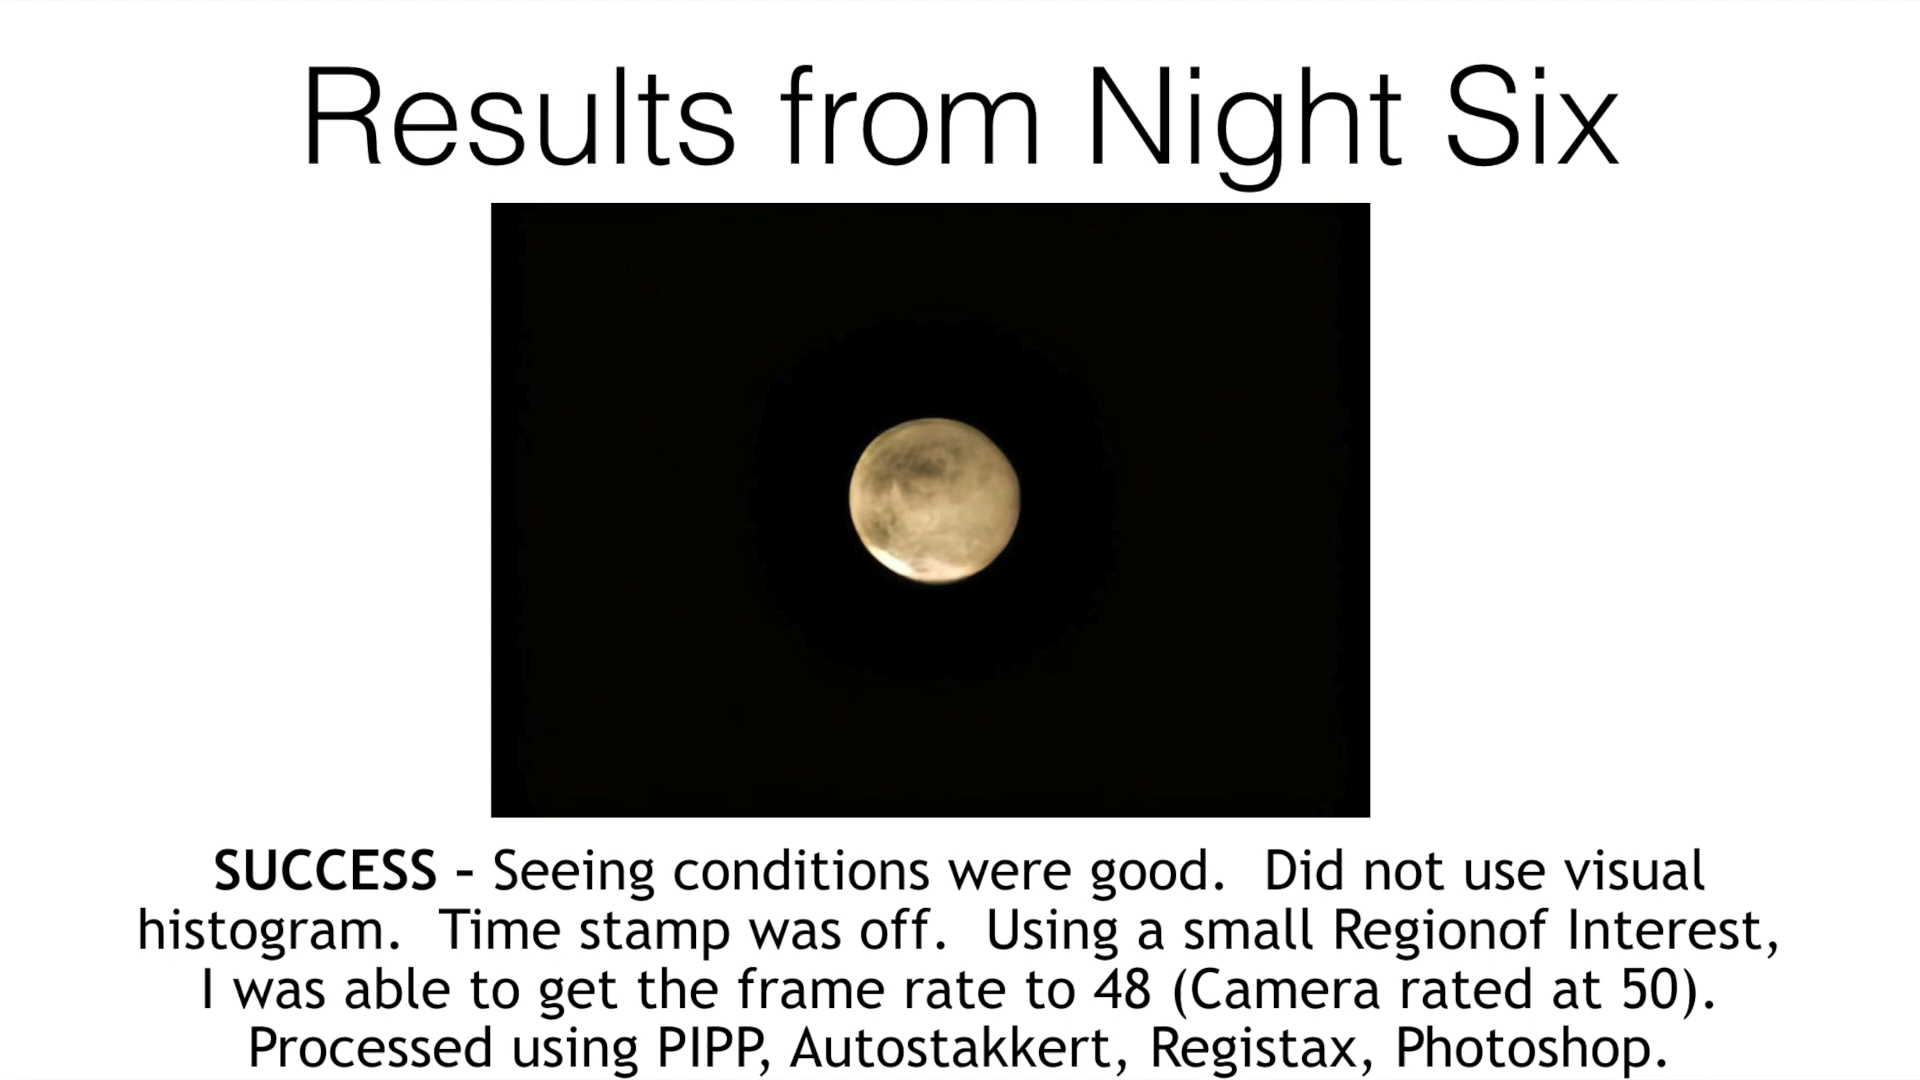 Results from Night Six
SUCCESS – Seeing conditions were good.  Did not use visual
histogram.  Time stamp was off.  Using a small Regionof Interest,
I was able to get the frame rate to 48 (Camera rated at 50).
Processed using PIPP, Autostakkert, Registax, Photoshop.